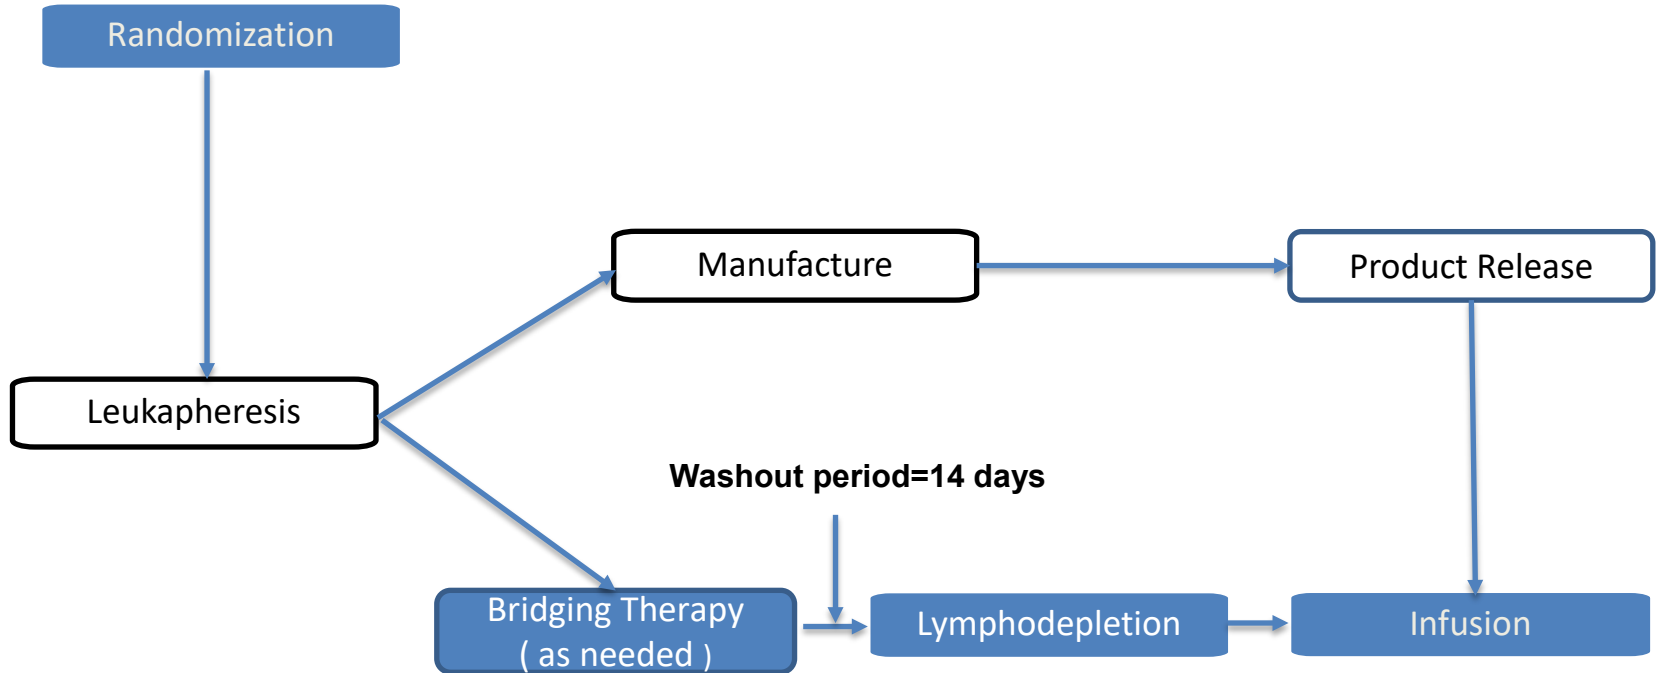 Randomization
Manufacture
Product Release
Leukapheresis
Washout period=14 days
Bridging Therapy
( as needed )
Lymphodepletion
Infusion